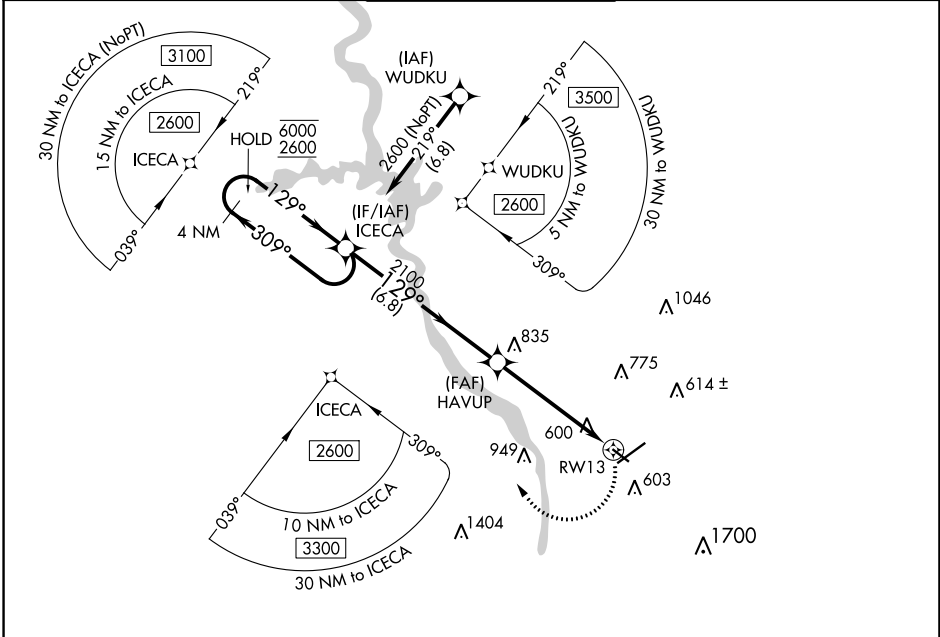 30 NM to ICECA (NoPT)
3100
15 NM to ICECA
2600
ICECA
219°
039°
HOLD
6000
2600
4 NM
129°
309°
(IAF)
WUDKU
2600 (NoPT)
219°
(6.8)
(IF/IAF)
ICECA
2100
129°
(6.8)
219°
3500
WUDKU
2600
5 NM to WUDKU
30 NM to WUDKU
309°
1046
835
775
614 ±
(FAF)
HAVUP
600
RW13
949
603
1404
1700
ICECA
2600
309°
039°
10 NM to ICECA
3300
30 NM to ICECA